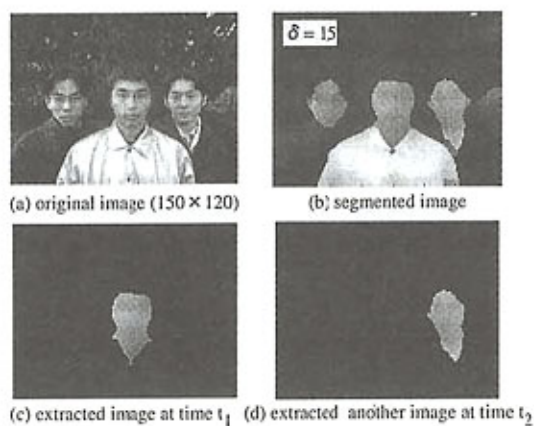 δ = 15
(a) original image (150 × 120)
(b) segmented image
(c) extracted image at time t₁
(d) extracted another image at time t₂